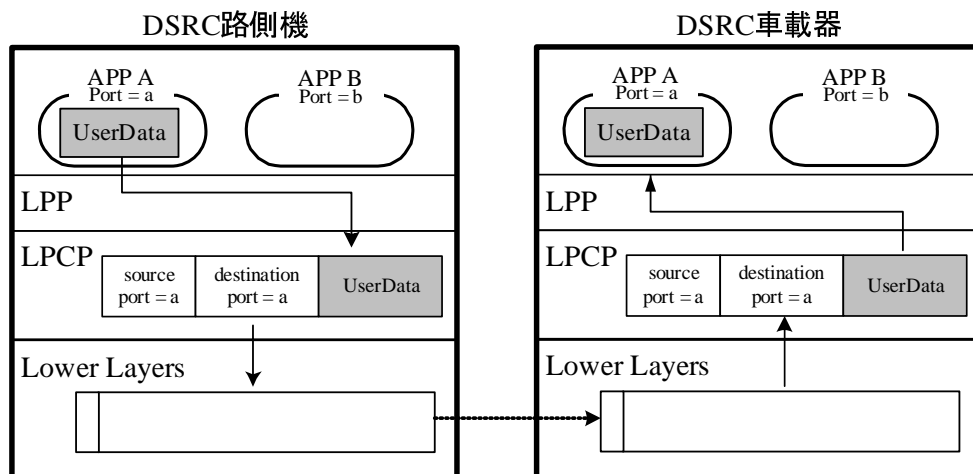 DSRC路側機
APP A
Port = a
UserData
APP B
Port = b
LPP
LPCP
source
port = a
destination
port = a
UserData
Lower Layers
DSRC車載器
APP A
Port = a
UserData
APP B
Port = b
LPP
LPCP
source
port = a
destination
port = a
UserData
Lower Layers